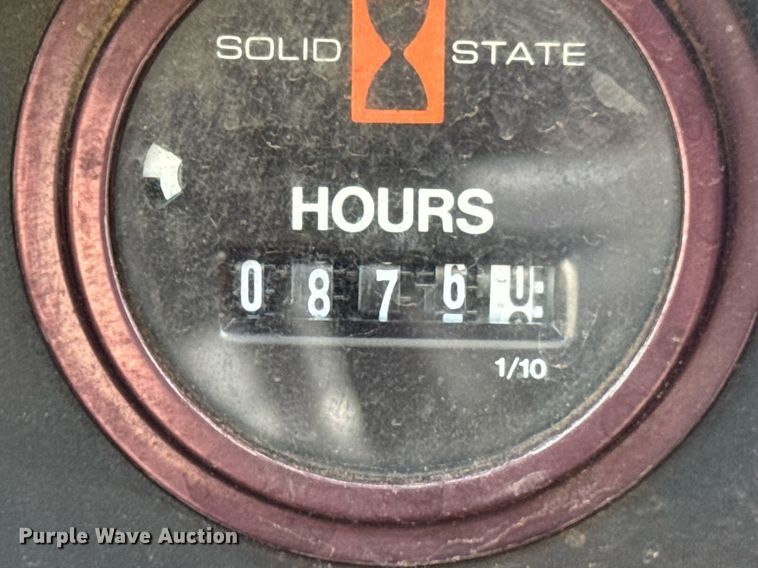 SOLID STATE
HOURS
0876
1/10
Purple Wave Auction